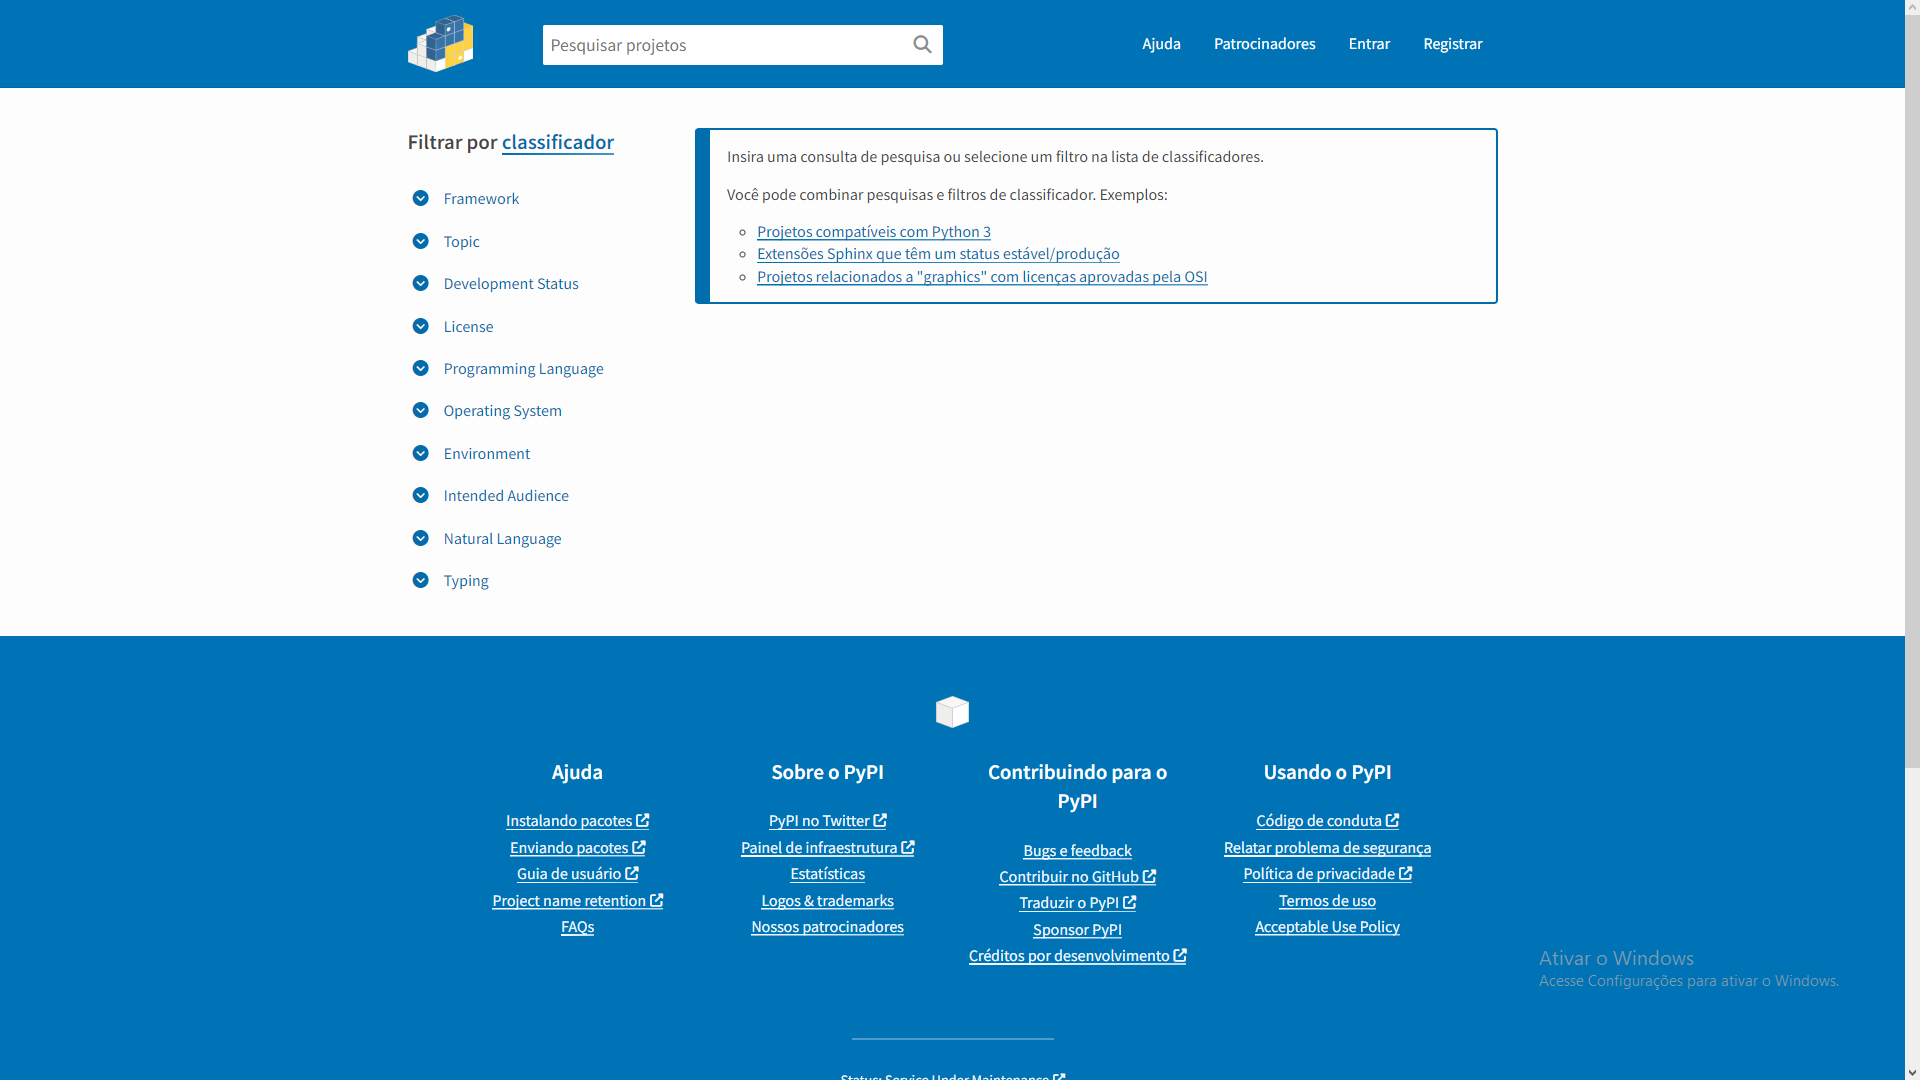 Pesquisar projetos
Ajuda
Patrocinadores
Entrar
Registrar
Filtrar por classificador
Framework
Topic
Development Status
License
Programming Language
Operating System
Environment
Intended Audience
Natural Language
Typing
Insira uma consulta de pesquisa ou selecione um filtro na lista de classificadores.
Você pode combinar pesquisas e filtros de classificador. Exemplos:
Projetos compatíveis com Python 3
Extensões Sphinx que têm um status estável/produção
Projetos relacionados a "graphics" com licenças aprovadas pela OSI
Ajuda
Instalando pacotes
Enviando pacotes
Guia de usuário
Project name retention
FAQs
Sobre o PyPI
PyPI no Twitter
Painel de infraestrutura
Estatísticas
Logos & trademarks
Nossos patrocinadores
Contribuindo para o
PyPI
Bugs e feedback
Contribuir no GitHub
Traduzir o PyPI
Sponsor PyPI
Créditos por desenvolvimento
Usando o PyPI
Código de conduta
Relatar problema de segurança
Política de privacidade
Termos de uso
Acceptable Use Policy
Ativar o Windows
Acesse Configurações para ativar o Windows.
Status: Service Under Maintenance